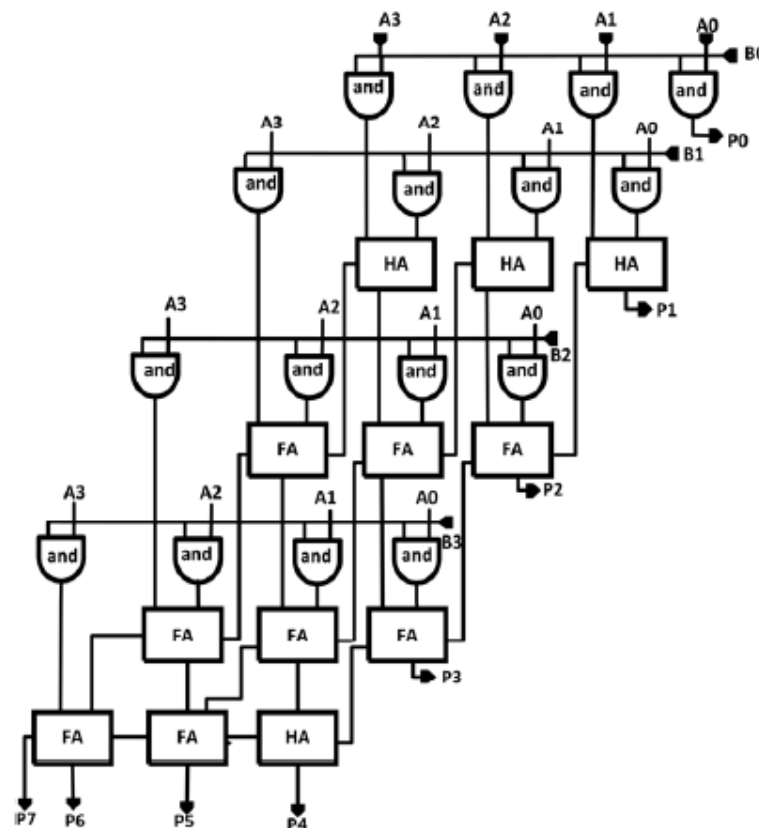 A3 A2 A1 A0
B0
and and and and
P0
A3 A2 A1 A0
B1
and and and and
HA HA HA
P1
A3 A2 A1 A0
B2
and and and and
FA FA FA
P2
A3 A2 A1 A0
B3
and and and and
FA FA FA
P3
FA FA HA
P7 P6 P5 P4